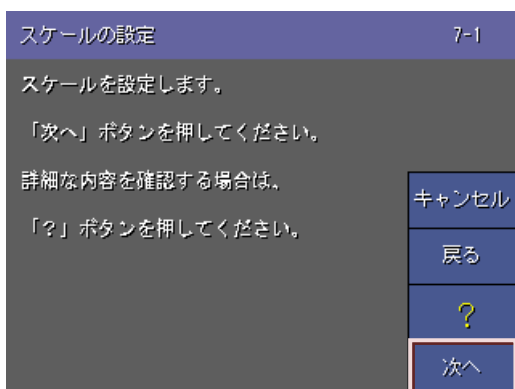 スケールの設定 7-1
スケールを設定します。
「次へ」ボタンを押してください。
詳細な内容を確認する場合は、
「？」ボタンを押してください。
キャンセル
戻る
？
次へ